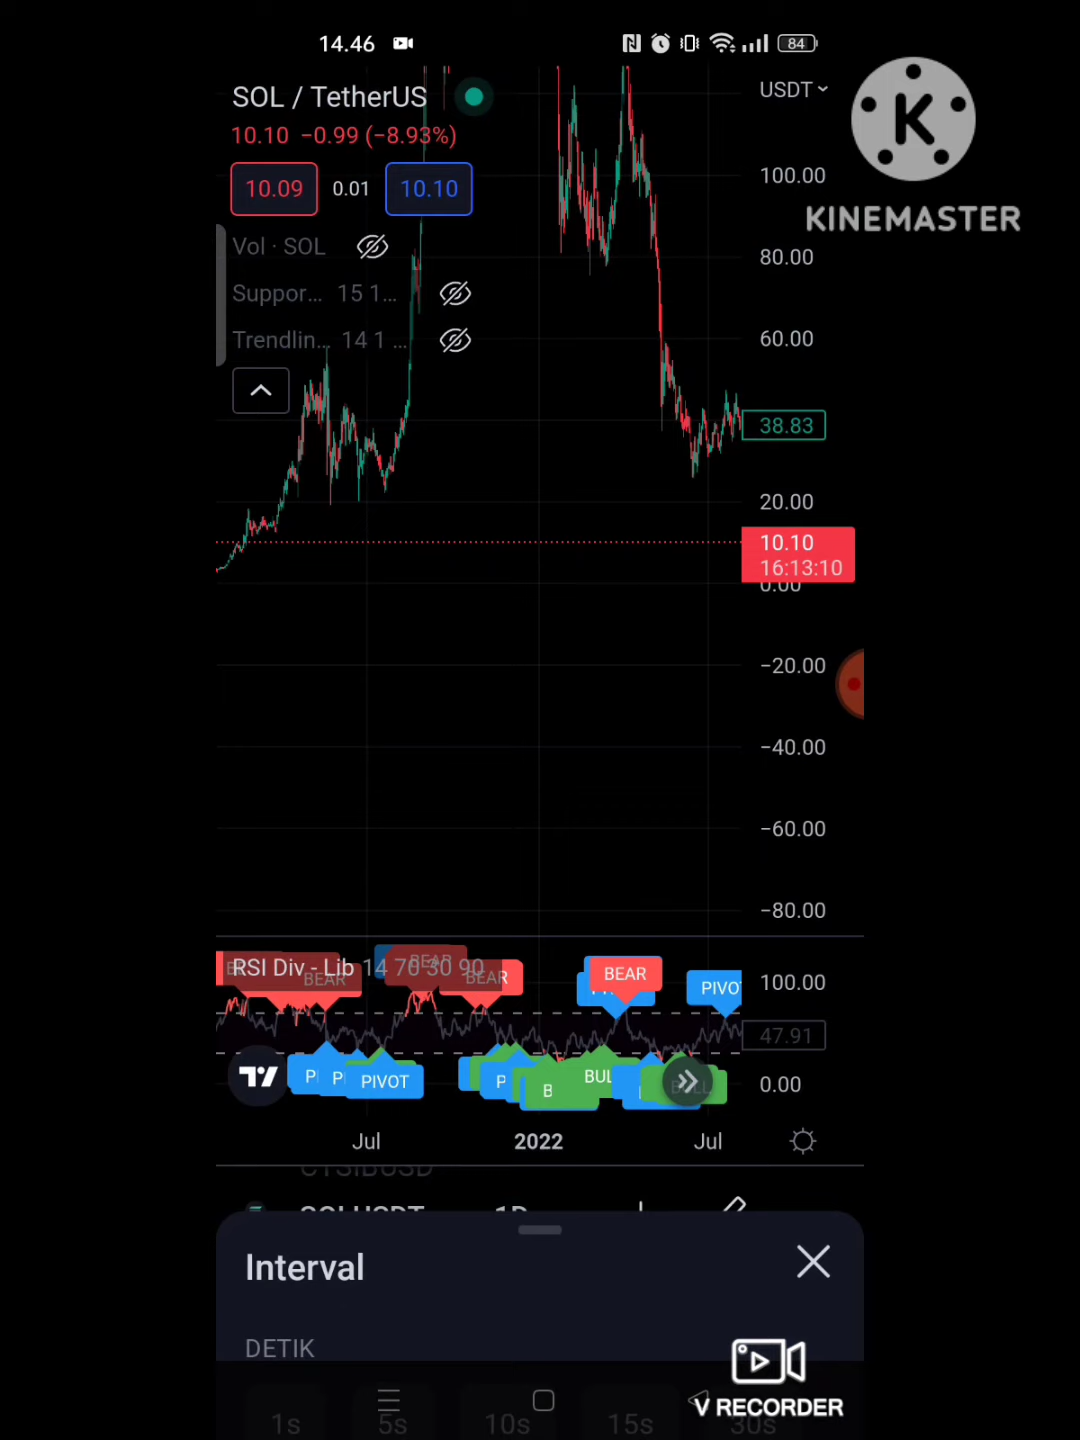 14.46
84
SOL / TetherUS
USDT
10.10 −0.99 (−8.93%)
10.09 0.01 10.10
Vol · SOL
Suppor... 15 1...
Trendlin... 14 1 ...
K
KINEMASTER
100.00
80.00
60.00
38.83
20.00
10.10
16:13:10
0.00
−20.00
−40.00
−60.00
−80.00
RSI Div - Lib 14 70 30 90
BEAR
BEAR
BEAR
BEAR
PIVO
100.00
47.91
0.00
PIVOT
BUL
B
Jul 2022 Jul
CTSIBUSD
SOLUSDT 1D
Interval
DETIK
1s 5s 10s 15s 30s
V RECORDER